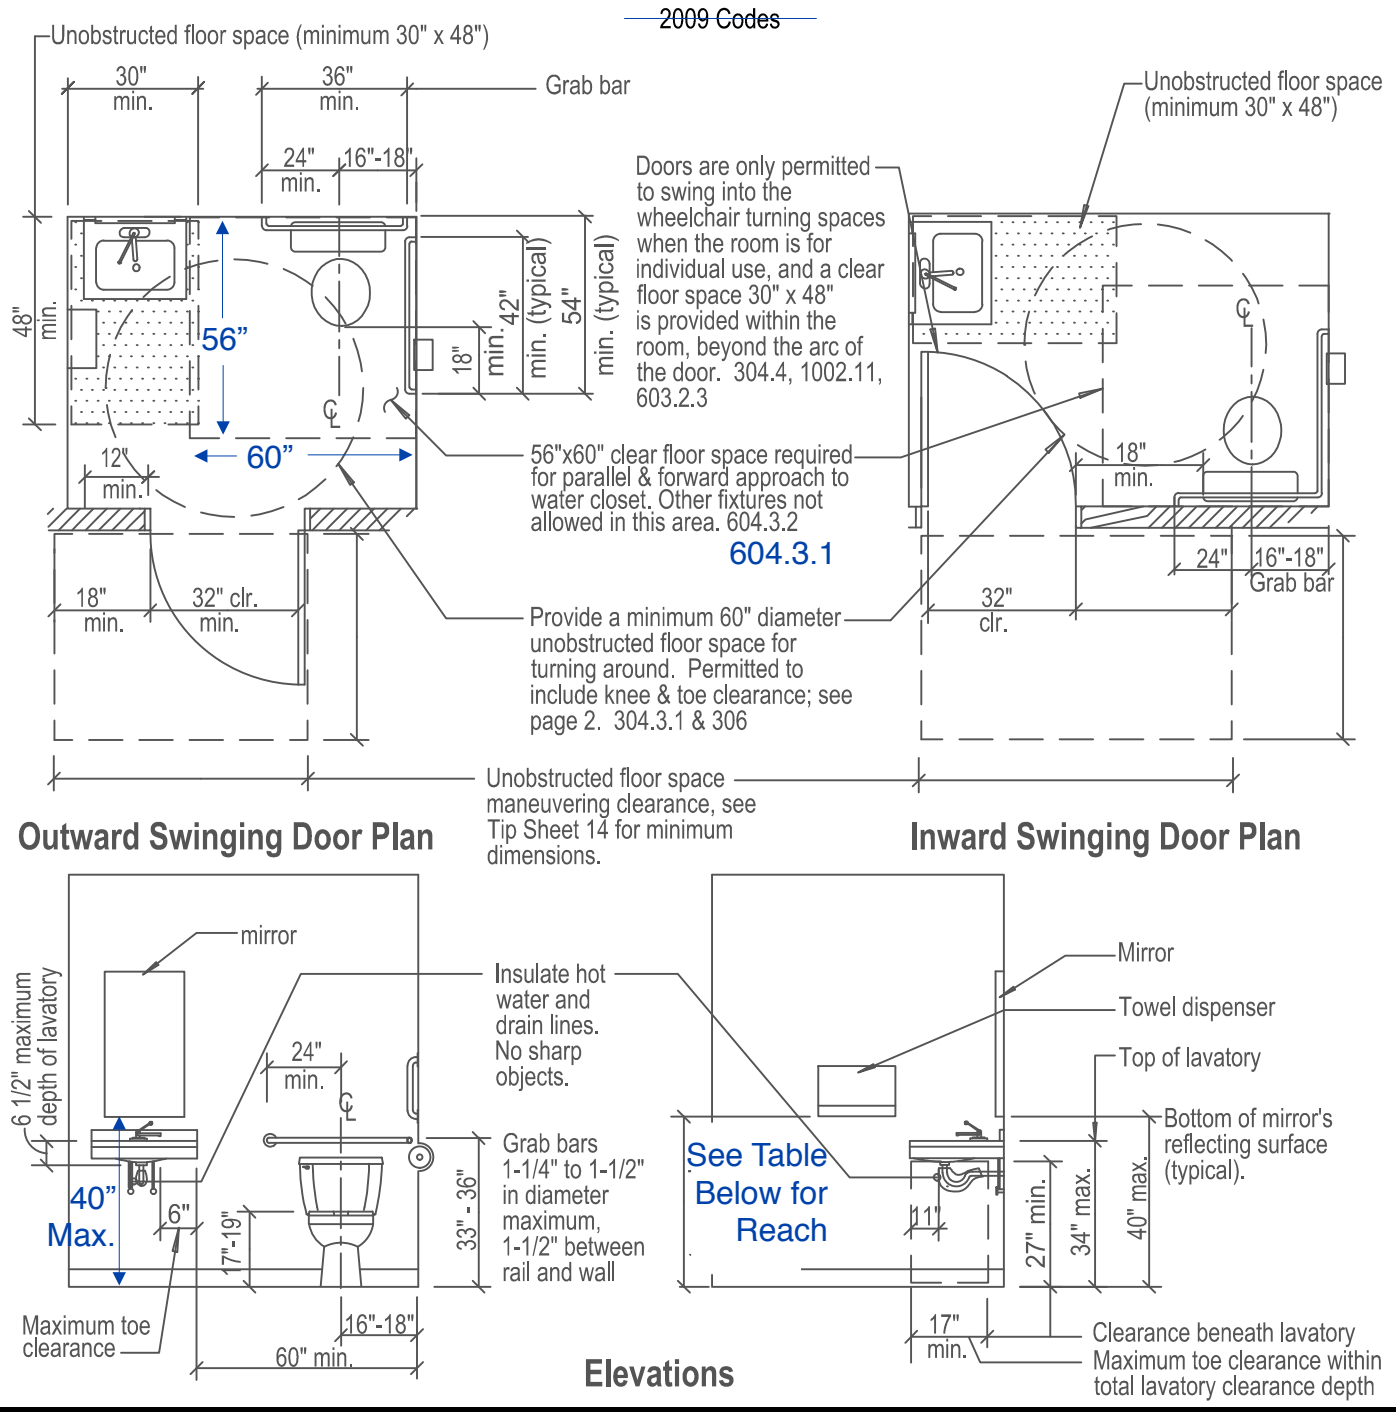 2009 Codes
Unobstructed floor space (minimum 30" x 48")
30"
min.
36"
min.
Grab bar
24"
min.
16"-18"
48"
min.
56”
60”
18"
min.
42"
min. (typical)
54"
min. (typical)
12"
min.
18"
min.
32" clr.
min.
Doors are only permitted
to swing into the
wheelchair turning spaces
when the room is for
individual use, and a clear
floor space 30" x 48"
is provided within the
room, beyond the arc of
the door.  304.4, 1002.11,
603.2.3
56"x60" clear floor space required
for parallel & forward approach to
water closet. Other fixtures not
allowed in this area. 604.3.2
604.3.1
Provide a minimum 60" diameter
unobstructed floor space for
turning around.  Permitted to
include knee & toe clearance; see
page 2.  304.3.1 & 306
Unobstructed floor space
maneuvering clearance, see
Tip Sheet 14 for minimum
dimensions.
Unobstructed floor space
(minimum 30" x 48")
℄
℄
18"
min.
24"
16"-18"
Grab bar
32"
clr.
Outward Swinging Door Plan
Inward Swinging Door Plan
mirror
6 1/2" maximum
depth of lavatory
24"
min.
℄
40”
Max.
6"
17"-19"
33" - 36"
16"-18"
60" min.
Maximum toe
clearance
Insulate hot
water and
drain lines.
No sharp
objects.
Grab bars
1-1/4" to 1-1/2"
in diameter
maximum,
1-1/2" between
rail and wall
Elevations
Mirror
Towel dispenser
Top of lavatory
Bottom of mirror's
reflecting surface
(typical).
See Table
Below for
Reach
11"
27" min.
34" max.
40" max.
17"
min.
Clearance beneath lavatory
Maximum toe clearance within
total lavatory clearance depth